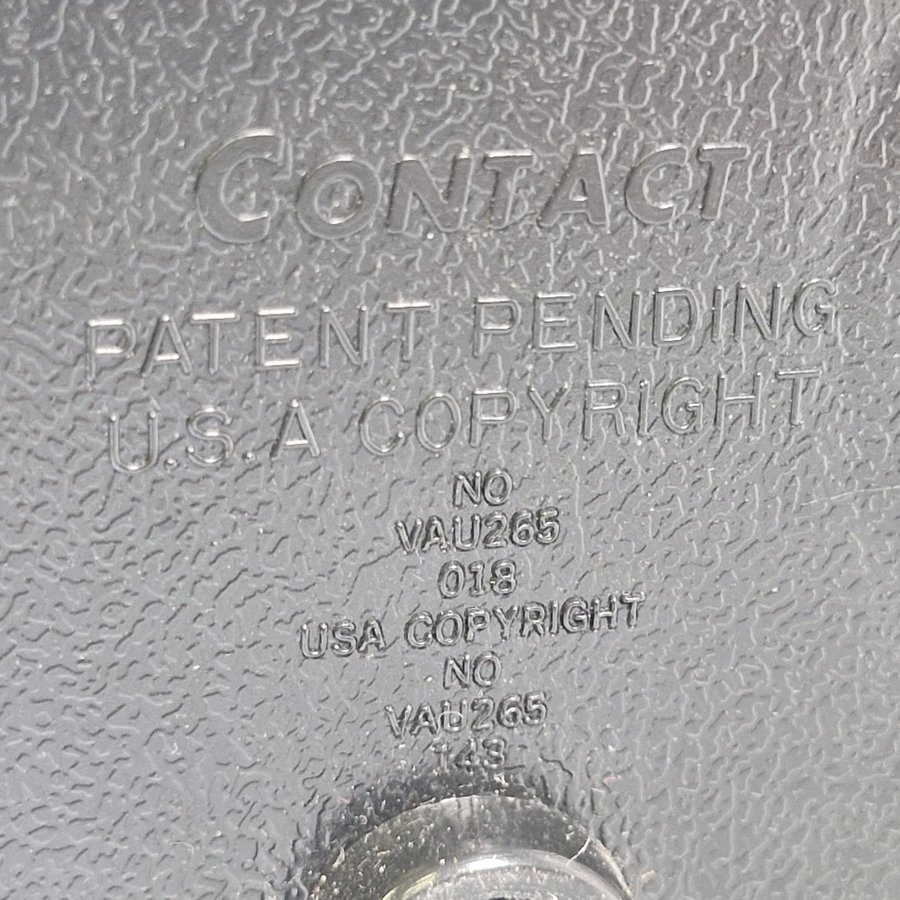 CONTACT
PATENT PENDING
U.S.A COPYRIGHT
NO
VAU265
018
USA COPYRIGHT
NO
VAU265
143